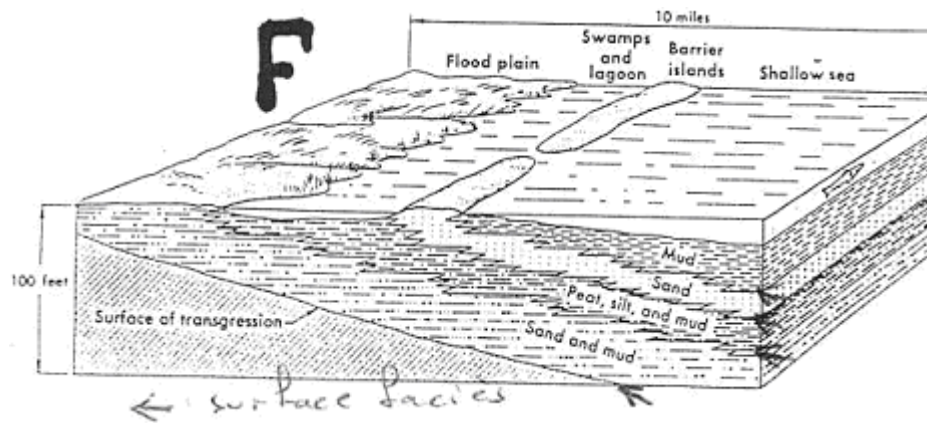 10 miles
F
Flood plain
Swamps
and
lagoon
Barrier
islands
Shallow sea
100 feet
Mud
Sand
Peat, silt, and mud
Surface of transgression
Sand and mud
← surface facies